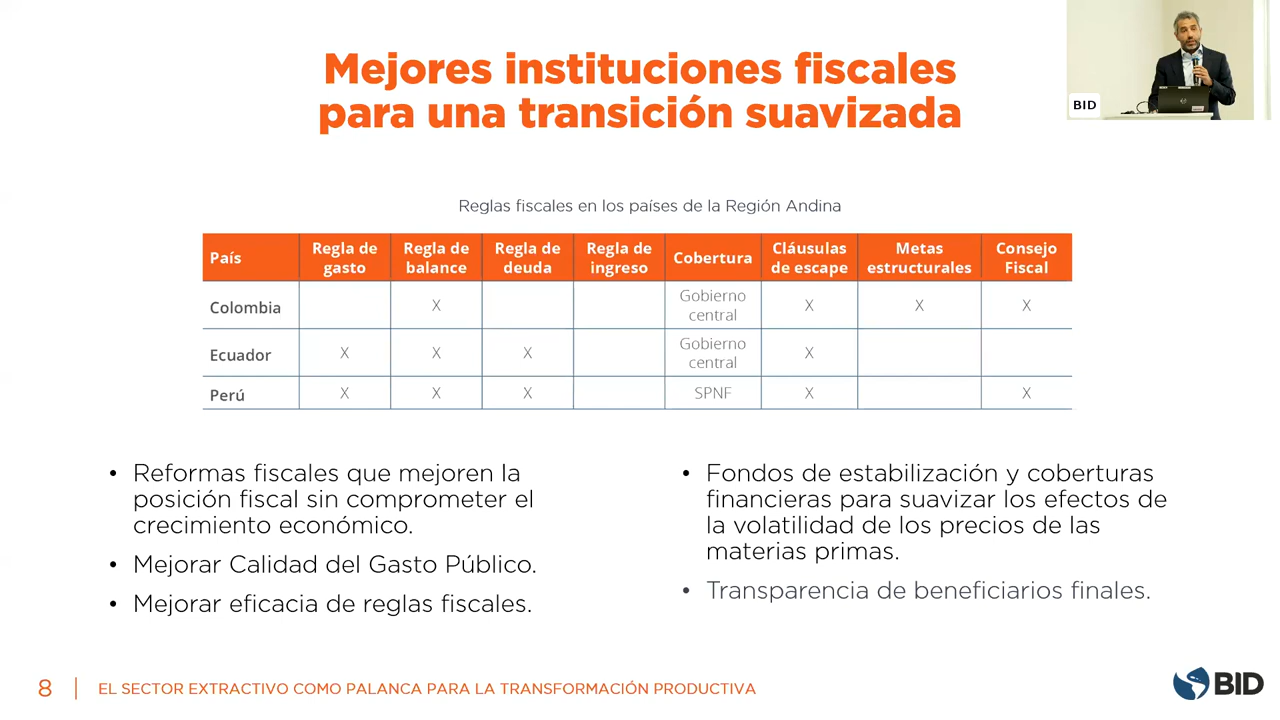 Mejores instituciones fiscales
para una transición suavizada
BID
Reglas fiscales en los países de la Región Andina
País | Regla de gasto | Regla de balance | Regla de deuda | Regla de ingreso | Cobertura | Cláusulas de escape | Metas estructurales | Consejo Fiscal
Colombia | | X | | | Gobierno central | X | X | X
Ecuador | X | X | X | | Gobierno central | X | |
Perú | X | X | X | | SPNF | X | | X
• Reformas fiscales que mejoren la
posición fiscal sin comprometer el
crecimiento económico.
• Mejorar Calidad del Gasto Público.
• Mejorar eficacia de reglas fiscales.
• Fondos de estabilización y coberturas
financieras para suavizar los efectos de
la volatilidad de los precios de las
materias primas.
• Transparencia de beneficiarios finales.
8 | EL SECTOR EXTRACTIVO COMO PALANCA PARA LA TRANSFORMACIÓN PRODUCTIVA
BID